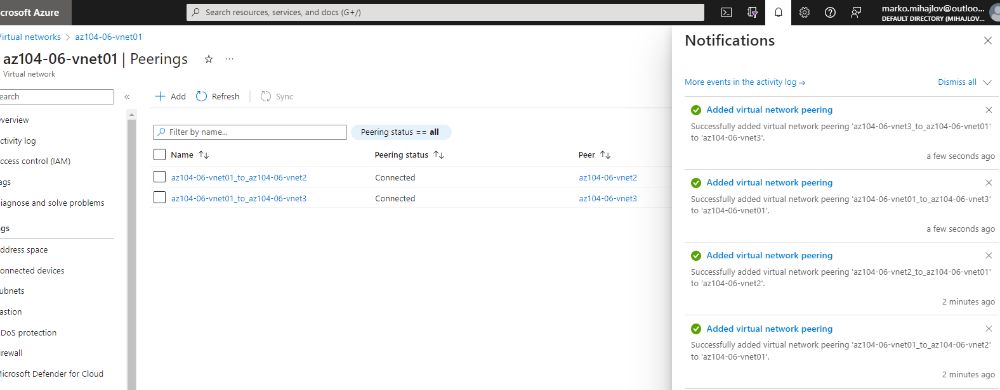 crosoft Azure
Search resources, services, and docs (G+/)
marko.mihajlov@outloo...
DEFAULT DIRECTORY (MIHAJLOV...
Virtual networks > az104-06-vnet01
az104-06-vnet01 | Peerings ☆ ...
Virtual network
earch
«
verview
ctivity log
ccess control (IAM)
ags
iagnose and solve problems
gs
ddress space
onnected devices
ubnets
astion
DoS protection
irewall
Microsoft Defender for Cloud
+ Add Refresh | Sync
Filter by name...
Peering status == all
Name ↑↓ Peering status ↑↓ Peer ↑↓
az104-06-vnet01_to_az104-06-vnet2 Connected az104-06-vnet2
az104-06-vnet01_to_az104-06-vnet3 Connected az104-06-vnet3
Notifications
More events in the activity log →
Dismiss all
Added virtual network peering
Successfully added virtual network peering 'az104-06-vnet3_to_az104-06-vnet01'
to 'az104-06-vnet3'.
a few seconds ago
Added virtual network peering
Successfully added virtual network peering 'az104-06-vnet01_to_az104-06-vnet3'
to 'az104-06-vnet01'.
a few seconds ago
Added virtual network peering
Successfully added virtual network peering 'az104-06-vnet2_to_az104-06-vnet01'
to 'az104-06-vnet2'.
2 minutes ago
Added virtual network peering
Successfully added virtual network peering 'az104-06-vnet01_to_az104-06-vnet2'
to 'az104-06-vnet01'.
2 minutes ago